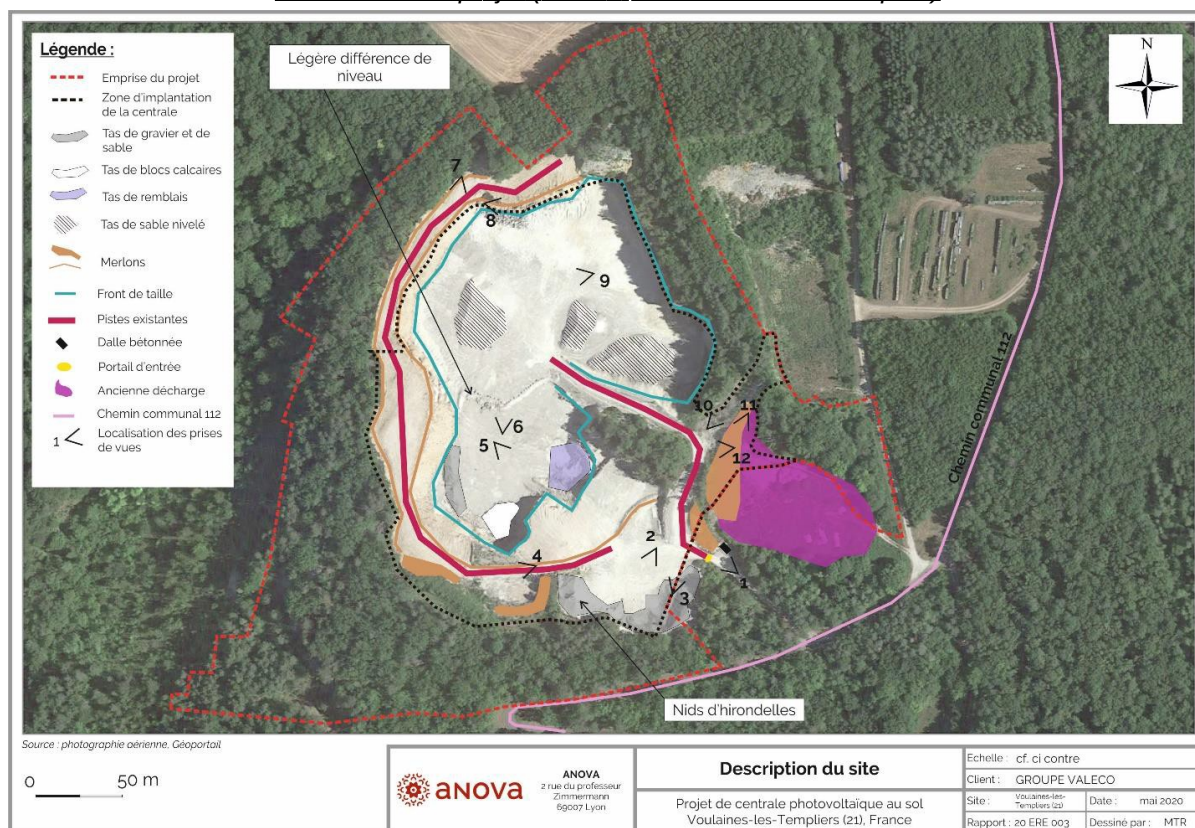 Légende :
Emprise du projet
Zone d'implantation
de la centrale
Tas de gravier et de
sable
Tas de blocs calcaires
Tas de remblais
Tas de sable nivelé
Merlons
Front de taille
Pistes existantes
Dalle bétonnée
Portail d'entrée
Ancienne décharge
Chemin communal 112
1
Localisation des prises
de vues
Légère différence de
niveau
N
7
8
9
10
11
12
6
5
2
4
3
1
Chemin communal 112
Nids d'hirondelles
Source : photographie aérienne, Géoportail
0 50 m
ANOVA
ANOVA
2 rue du professeur
Zimmermann
69007 Lyon
Description du site
Projet de centrale photovoltaïque au sol
Voulaines-les-Templiers (21), France
Echelle : cf. ci contre
Client : GROUPE VALECO
Site : Voulaines-les-Templiers (21) Date : mai 2020
Rapport : 20 ERE 003 Dessiné par : MTR